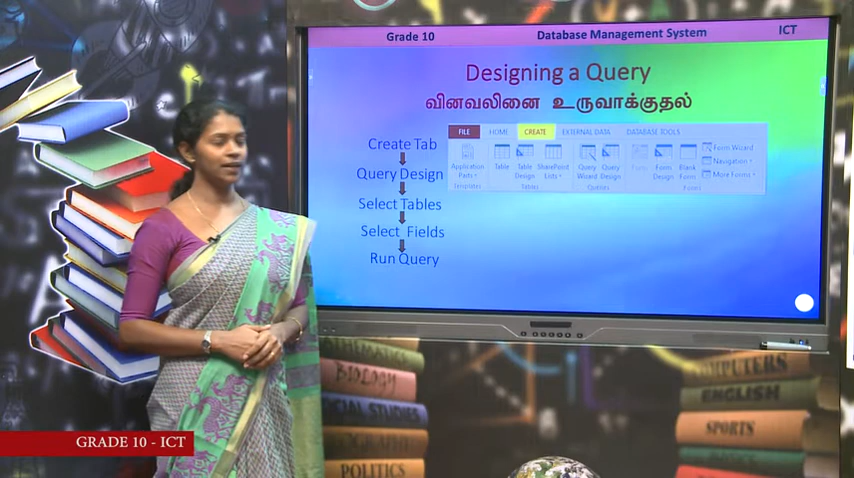 Grade 10
Database Management System
ICT
Designing a Query
வினவலினை உருவாக்குதல்
Create Tab
Query Design
Select Tables
Select Fields
Run Query
FILE HOME CREATE EXTERNAL DATA DATABASE TOOLS
Application Parts
Templates
Table
Table Design
SharePoint Lists
Tables
Query Wizard
Query Design
Queries
Form
Form Design
Blank Form
Form Wizard
Navigation
More Forms
Forms
MATHEMATICS
BIOLOGY
SOCIAL STUDIES
GEOGRAPHY
POLITICS
COMPUTERS
ENGLISH
SPORTS
GRADE 10 - ICT